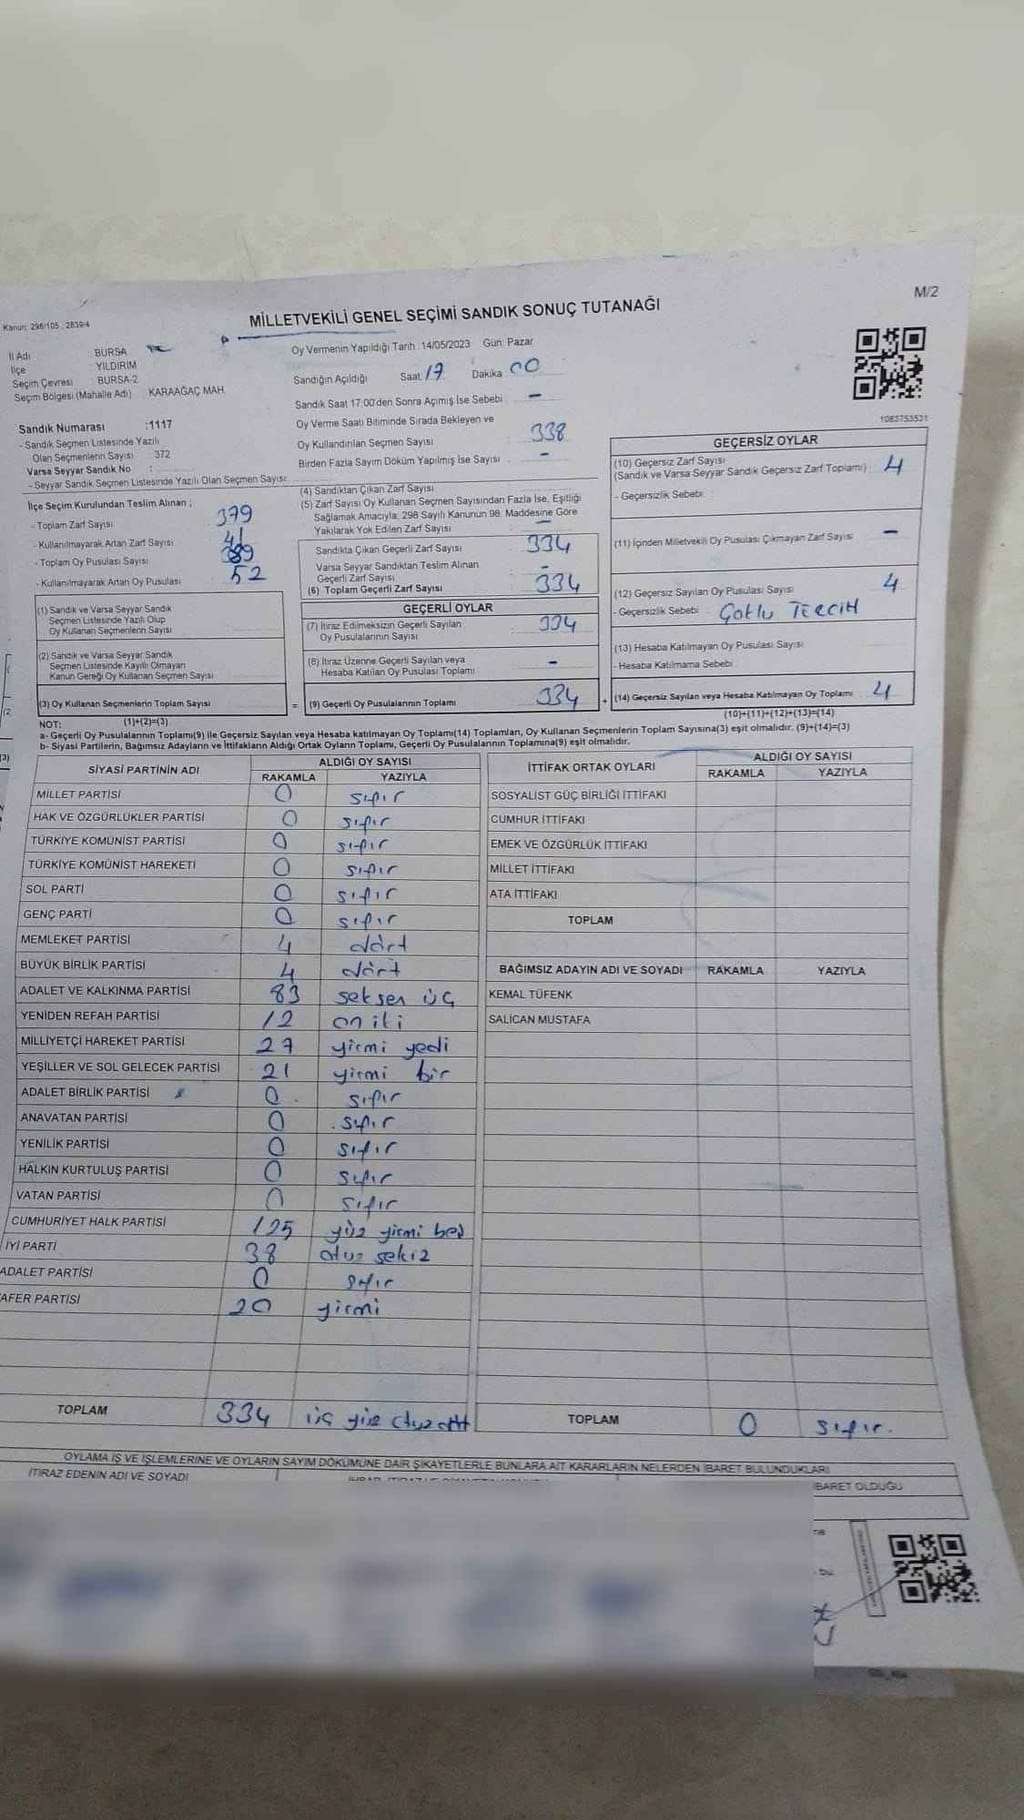 M/2
Kanun: 298/105, 2839/4
MİLLETVEKİLİ GENEL SEÇİMİ SANDIK SONUÇ TUTANAĞI
İl Adı BURSA
İlçe YILDIRIM
Seçim Çevresi BURSA-2
Seçim Bölgesi (Mahalle Adı) KARAAĞAÇ MAH.
Oy Vermenin Yapıldığı Tarih: 14/05/2023 Gün: Pazar
Sandığın Açıldığı Saat 17 Dakika 00
Sandık Saat 17:00'den Sonra Açımış İse Sebebi -
Sandık Numarası :1117
- Sandık Seçmen Listesinde Yazılı
Olan Seçmenlerin Sayısı 372
Varsa Seyyar Sandık No :
- Seyyar Sandık Seçmen Listesinde Yazılı Olan Seçmen Sayısı:
Oy Verme Saati Bitiminde Sırada Bekleyen ve
Oy Kullandırılan Seçmen Sayısı 338
Birden Fazla Sayım Döküm Yapılmış İse Sayısı -
1083753531
İlçe Seçim Kurulundan Teslim Alınan ;
- Toplam Zarf Sayısı 379
- Kullanılmayarak Artan Zarf Sayısı 41
- Toplam Oy Pusulası Sayısı 389
- Kullanılmayarak Artan Oy Pusulası 52
(1) Sandık ve Varsa Seyyar Sandık
Seçmen Listesinde Yazılı Olup
Oy Kullanan Seçmenlerin Sayısı
(2) Sandık ve Varsa Seyyar Sandık
Seçmen Listesinde Kayıtlı Olmayan
Kanun Gereği Oy Kullanan Seçmen Sayısı
(3) Oy Kullanan Seçmenlerin Toplam Sayısı =
(1)+(2)=(3)
(4) Sandıktan Çıkan Zarf Sayısı
(5) Zarf Sayısı Oy Kullanan Seçmen Sayısından Fazla İse, Eşitliği
Sağlamak Amacıyla, 298 Sayılı Kanunun 98. Maddesine Göre
Yakılarak Yok Edilen Zarf Sayısı -
Sandıkta Çıkan Geçerli Zarf Sayısı 334
Varsa Seyyar Sandıktan Teslim Alınan
Geçerli Zarf Sayısı -
(6) Toplam Geçerli Zarf Sayısı 334
GEÇERLİ OYLAR
(7) İtiraz Edilmeksizin Geçerli Sayılan
Oy Pusulalarının Sayısı 334
(8) İtiraz Üzerine Geçerli Sayılan veya
Hesaba Katılan Oy Pusulası Toplamı -
(9) Geçerli Oy Pusulalarının Toplamı 334 +
GEÇERSİZ OYLAR
(10) Geçersiz Zarf Sayısı
(Sandık ve Varsa Seyyar Sandık Geçersiz Zarf Toplamı) 4
- Geçersizlik Sebebi
(11) İçinden Milletvekili Oy Pusulası Çıkmayan Zarf Sayısı -
(12) Geçersiz Sayılan Oy Pusulası Sayısı 4
- Geçersizlik Sebebi
(13) Hesaba Katılmayan Oy Pusulası Sayısı
- Hesaba Katılmama Sebebi
(14) Geçersiz Sayılan veya Hesaba Katılmayan Oy Toplamı 4
(10)+(11)+(12)+(13)=(14)
NOT:
a- Geçerli Oy Pusulalarının Toplamı(9) ile Geçersiz Sayılan veya Hesaba katılmayan Oy Toplamı(14) Toplamları, Oy Kullanan Seçmenlerin Toplam Sayısına(3) eşit olmalıdır. (9)+(14)=(3)
b- Siyasi Partilerin, Bağımsız Adayların ve İttifakların Aldığı Ortak Oyların Toplamı, Geçerli Oy Pusulalarının Toplamına(9) eşit olmalıdır.
SİYASİ PARTİNİN ADI ALDIĞI OY SAYISI
RAKAMLA YAZIYLA
MİLLET PARTİSİ 0 sıfır
HAK VE ÖZGÜRLÜKLER PARTİSİ 0 sıfır
TÜRKİYE KOMÜNİST PARTİSİ 0 sıfır
TÜRKİYE KOMÜNİST HAREKETİ 0 sıfır
SOL PARTİ 0 sıfır
GENÇ PARTİ 0 sıfır
MEMLEKET PARTİSİ 4 dört
BÜYÜK BİRLİK PARTİSİ 4 dört
ADALET VE KALKINMA PARTİSİ 83 seksen üç
YENİDEN REFAH PARTİSİ 12 on iki
MİLLİYETÇİ HAREKET PARTİSİ 27 yirmi yedi
YEŞİLLER VE SOL GELECEK PARTİSİ 21 yirmi bir
ADALET BİRLİK PARTİSİ 0 sıfır
ANAVATAN PARTİSİ 0 sıfır
YENİLİK PARTİSİ 0 sıfır
HALKIN KURTULUŞ PARTİSİ 0 sıfır
VATAN PARTİSİ 0 sıfır
CUMHURİYET HALK PARTİSİ 125 yüz yirmi beş
İYİ PARTİ 38 otuz sekiz
ADALET PARTİSİ 0 sıfır
AFER PARTİSİ 20 yirmi
TOPLAM 334 üç yüz otuz dört
İTTİFAK ORTAK OYLARI ALDIĞI OY SAYISI
RAKAMLA YAZIYLA
SOSYALİST GÜÇ BİRLİĞİ İTTİFAKI
CUMHUR İTTİFAKI
EMEK VE ÖZGÜRLÜK İTTİFAKI
MİLLET İTTİFAKI
ATA İTTİFAKI
TOPLAM
BAĞIMSIZ ADAYIN ADI VE SOYADI RAKAMLA YAZIYLA
KEMAL TÜFENK
SALİCAN MUSTAFA
TOPLAM 0 sıfır.
OYLAMA İŞ VE İŞLEMLERİNE VE OYLARIN SAYIM DÖKÜMÜNE DAİR ŞİKAYETLERLE BUNLARA AİT KARARLARIN NELERDEN İBARET BULUNDUKLARI
İTİRAZ EDENİN ADI VE SOYADI
İBARET OLDUĞU